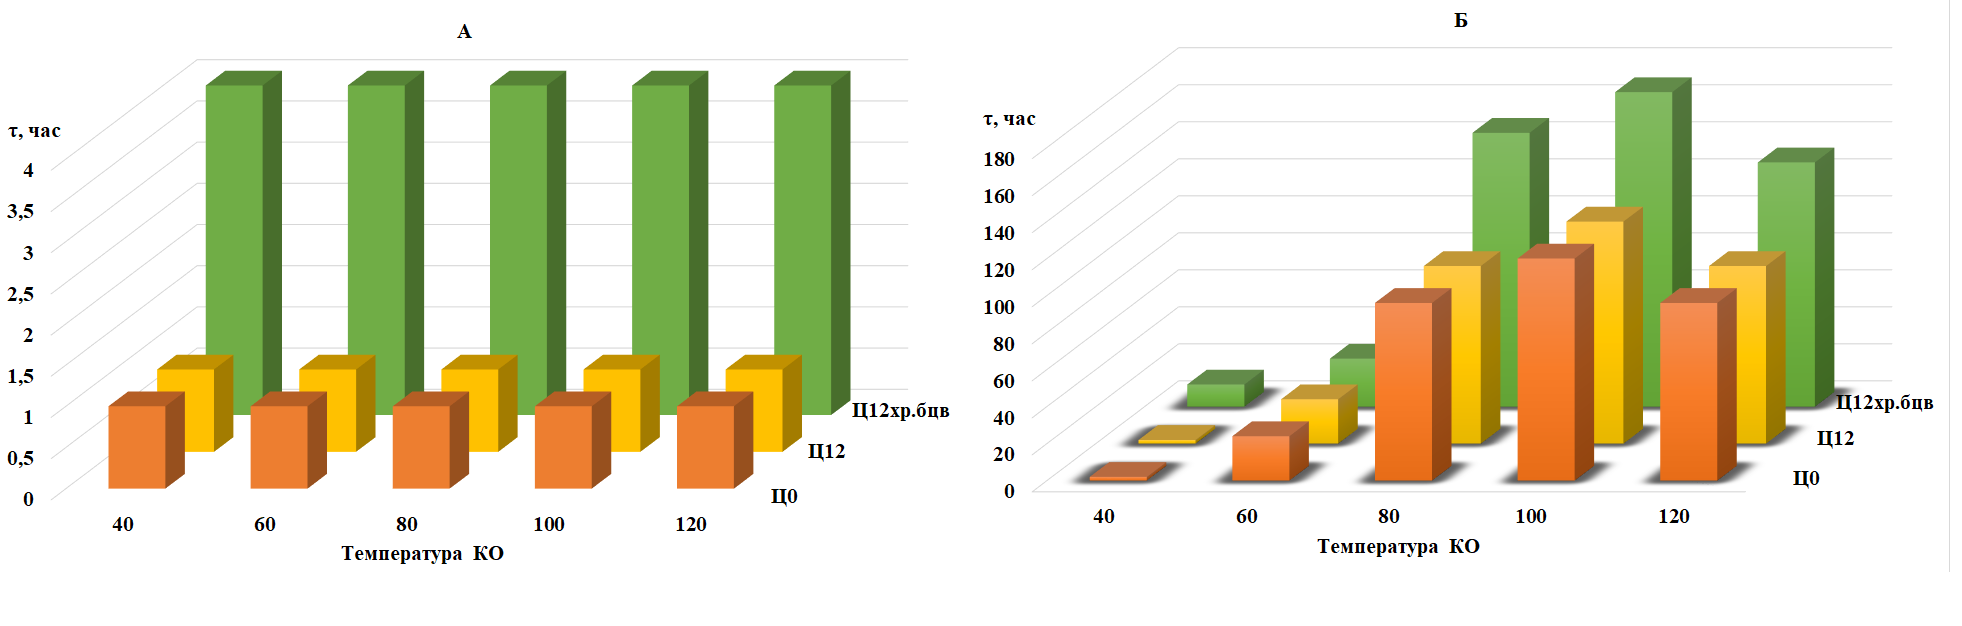 А
τ, час
4
3,5
3
2,5
2
1,5
1
0,5
0
40 60 80 100 120
Температура КО
Ц12хр.бцв
Ц12
Ц0
Б
τ, час
180
160
140
120
100
80
60
40
20
0
40 60 80 100 120
Температура КО
Ц12хр.бцв
Ц12
Ц0